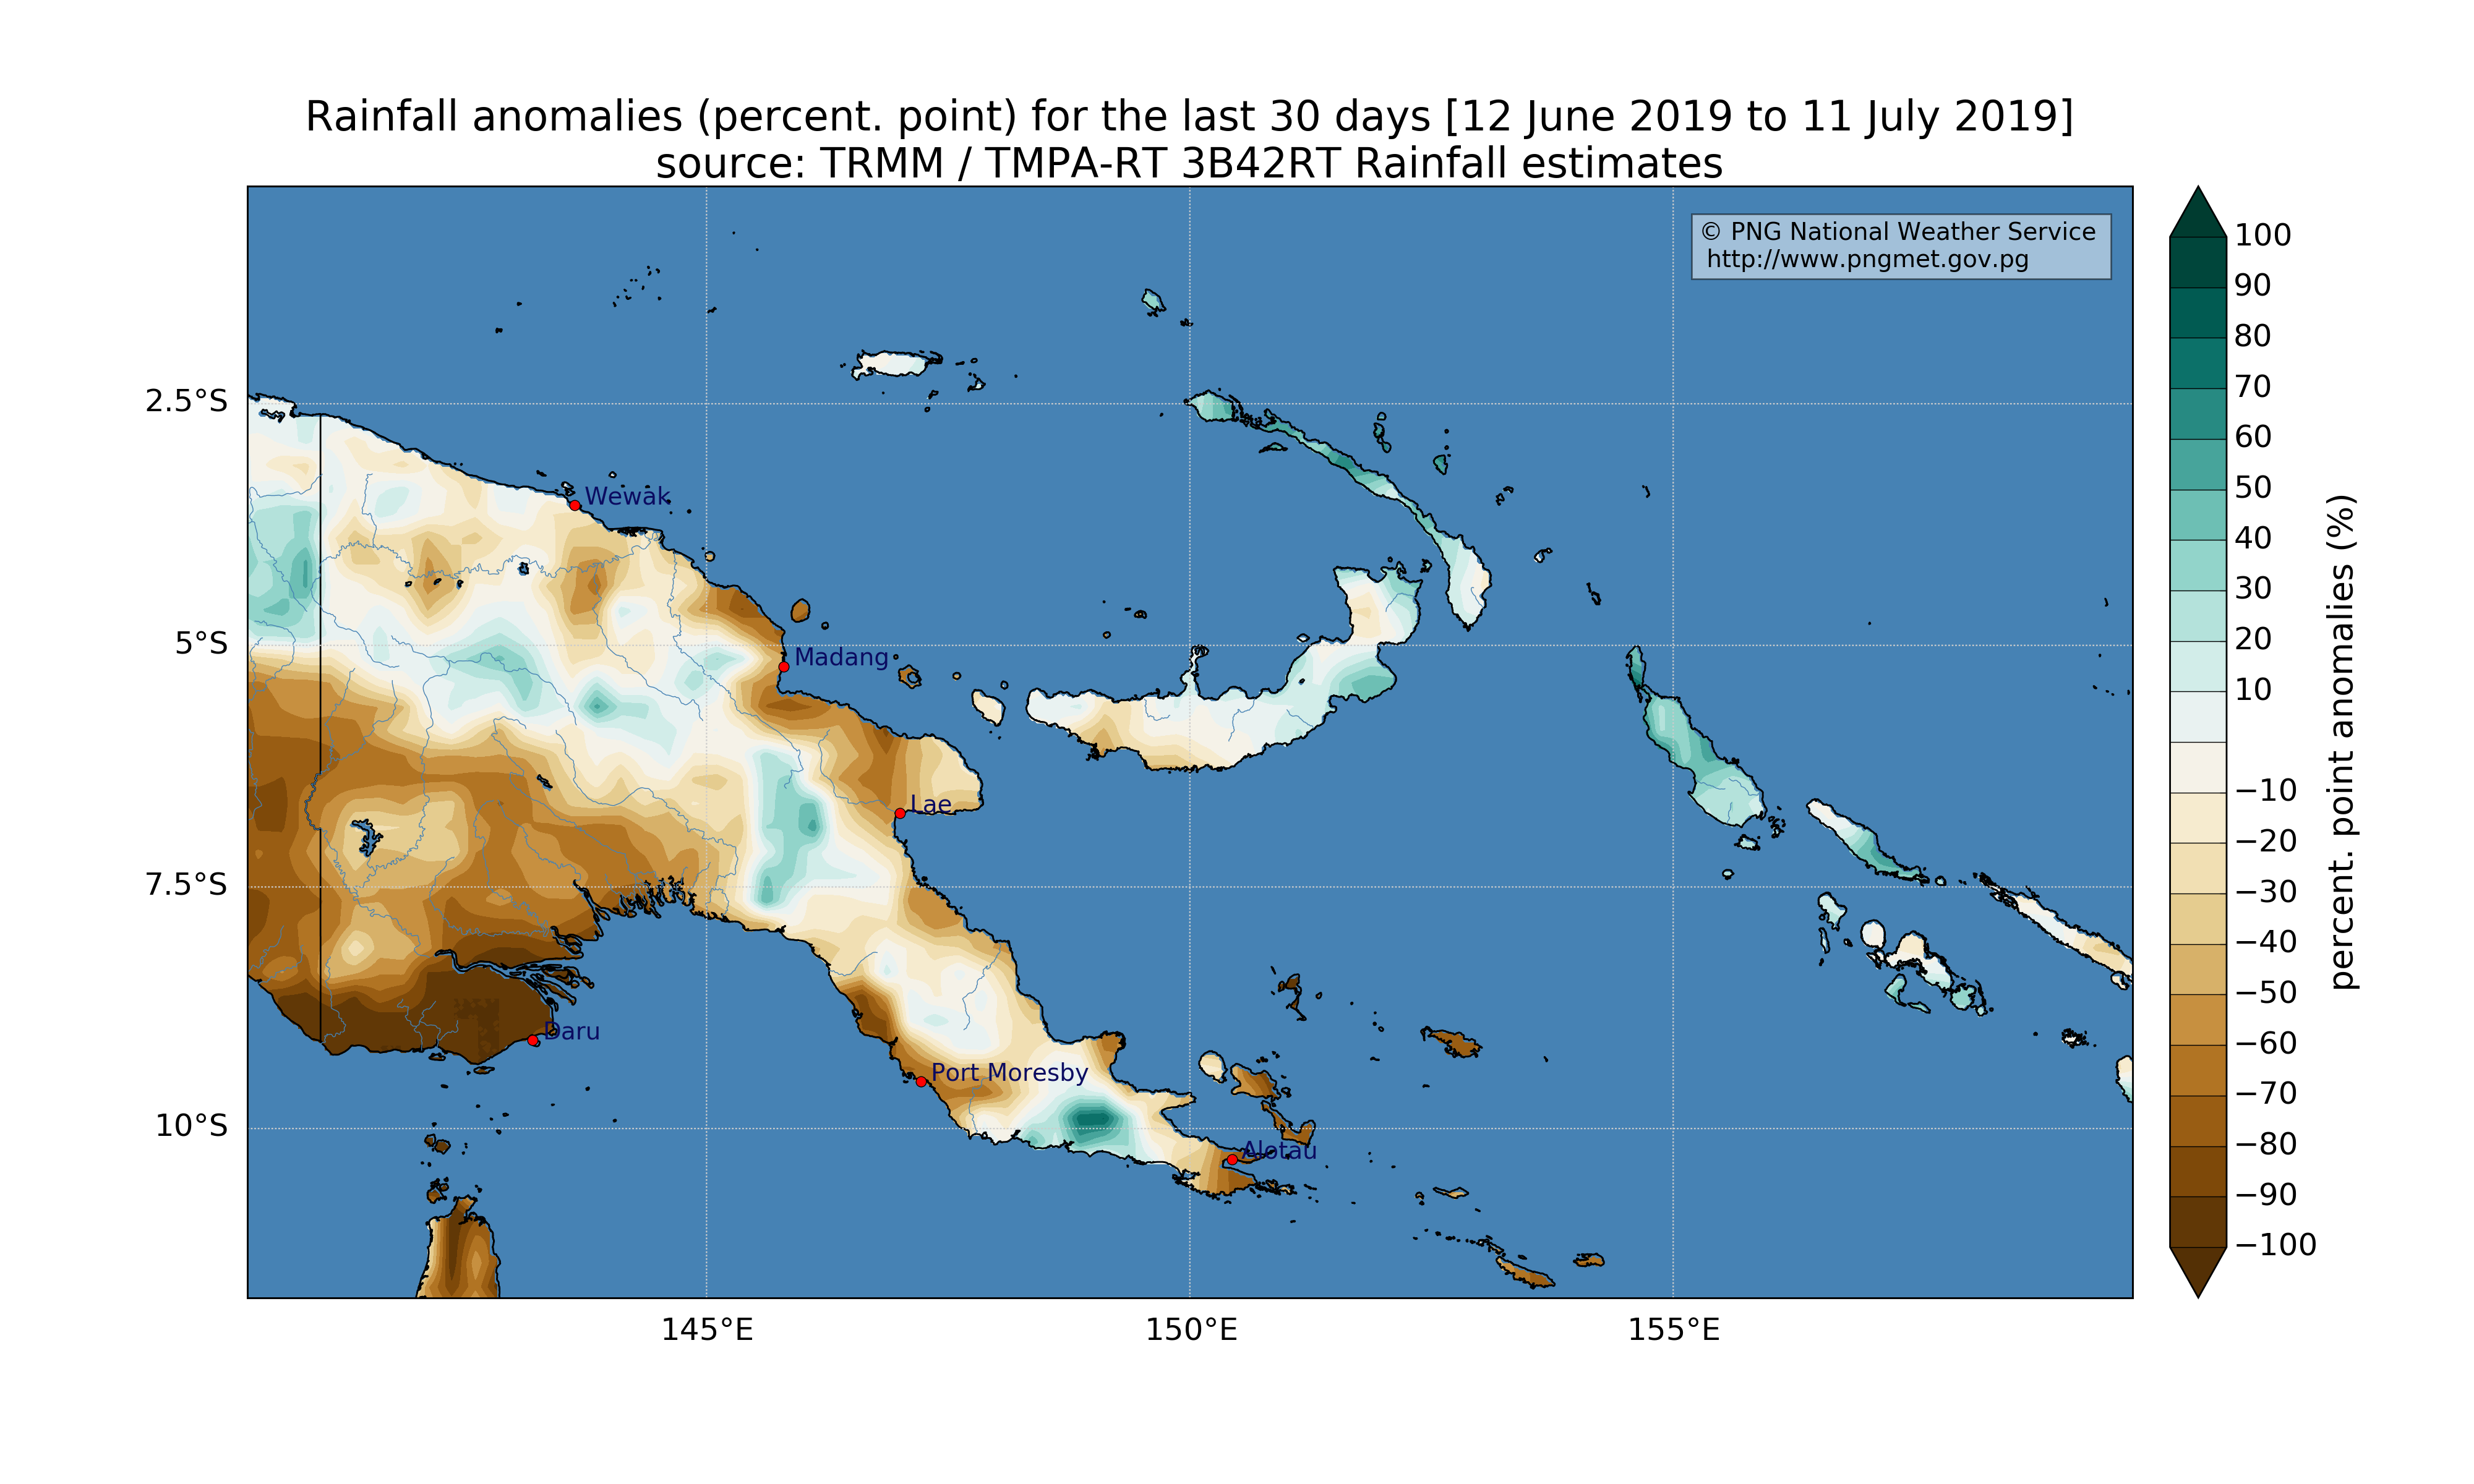 Rainfall anomalies (percent. point) for the last 30 days [12 June 2019 to 11 July 2019]
source: TRMM / TMPA-RT 3B42RT Rainfall estimates
© PNG National Weather Service
http://www.pngmet.gov.pg
2.5°S
5°S
7.5°S
10°S
Wewak
Madang
Lae
Daru
Port Moresby
Alotau
145°E
150°E
155°E
100
90
80
70
60
50
40
30
20
10
−10
−20
−30
−40
−50
−60
−70
−80
−90
−100
percent. point anomalies (%)